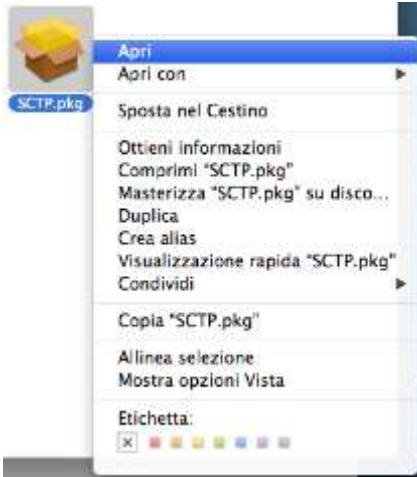 SCTP.pkg
Apri
Apri con
Sposta nel Cestino
Ottieni informazioni
Comprimi "SCTP.pkg"
Masterizza "SCTP.pkg" su disco...
Duplica
Crea alias
Visualizzazione rapida "SCTP.pkg"
Condividi
Copia "SCTP.pkg"
Allinea selezione
Mostra opzioni Vista
Etichetta: